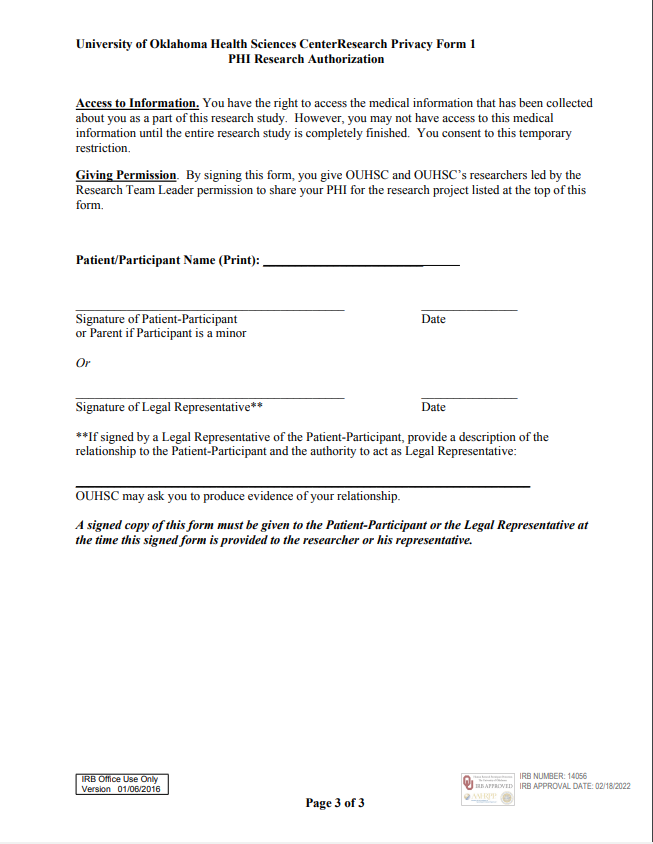 University of Oklahoma Health Sciences CenterResearch Privacy Form 1
PHI Research Authorization
Access to Information. You have the right to access the medical information that has been collected
about you as a part of this research study. However, you may not have access to this medical
information until the entire research study is completely finished. You consent to this temporary
restriction.
Giving Permission. By signing this form, you give OUHSC and OUHSC's researchers led by the
Research Team Leader permission to share your PHI for the research project listed at the top of this
form.
Patient/Participant Name (Print):
Signature of Patient-Participant Date
or Parent if Participant is a minor
Or
Signature of Legal Representative** Date
**If signed by a Legal Representative of the Patient-Participant, provide a description of the
relationship to the Patient-Participant and the authority to act as Legal Representative:
OUHSC may ask you to produce evidence of your relationship.
A signed copy of this form must be given to the Patient-Participant or the Legal Representative at
the time this signed form is provided to the researcher or his representative.
IRB Office Use Only
Version 01/06/2016
Page 3 of 3
IRB APPROVED
IRB NUMBER: 14056
IRB APPROVAL DATE: 02/18/2022